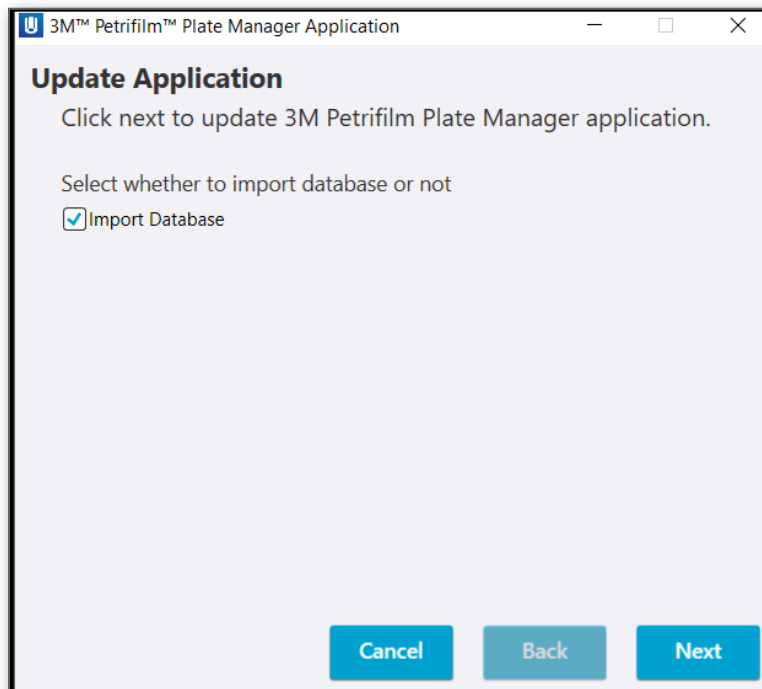 3M™ Petrifilm™ Plate Manager Application
Update Application
Click next to update 3M Petrifilm Plate Manager application.
Select whether to import database or not
Import Database
Cancel Back Next